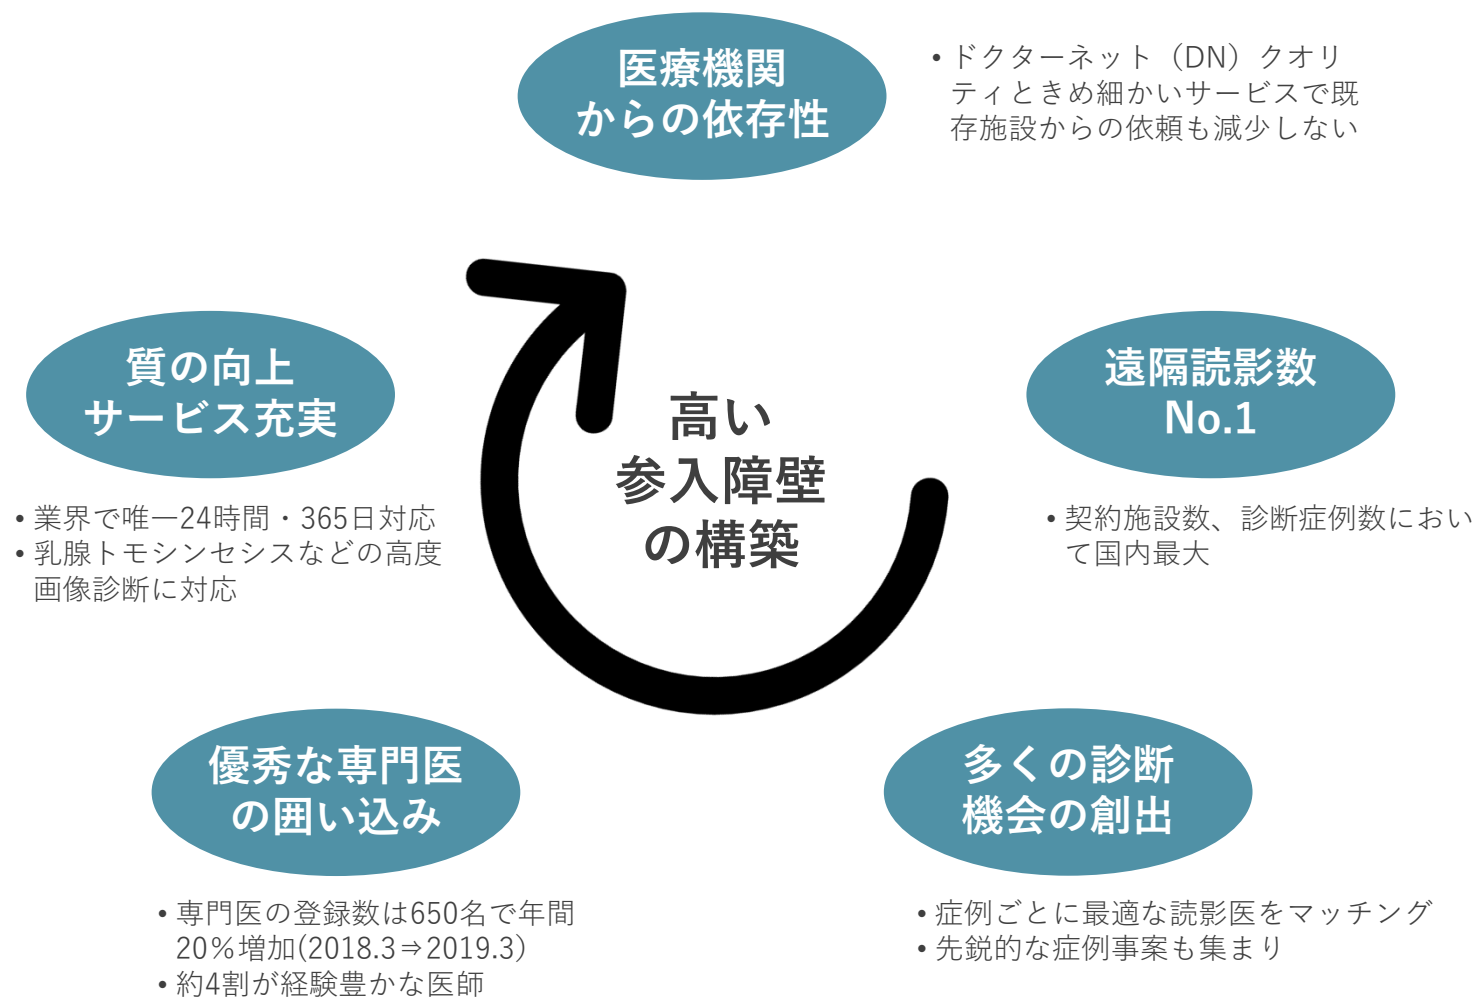 医療機関
からの依存性
• ドクターネット（DN）クオリ
ティときめ細かいサービスで既
存施設からの依頼も減少しない
遠隔読影数
No.1
• 契約施設数、診断症例数におい
て国内最大
多くの診断
機会の創出
• 症例ごとに最適な読影医をマッチング
• 先鋭的な症例事案も集まり
優秀な専門医
の囲い込み
• 専門医の登録数は650名で年間
20%増加(2018.3⇒2019.3)
• 約4割が経験豊かな医師
質の向上
サービス充実
• 業界で唯一24時間・365日対応
• 乳腺トモシンセシスなどの高度
画像診断に対応
高い
参入障壁
の構築